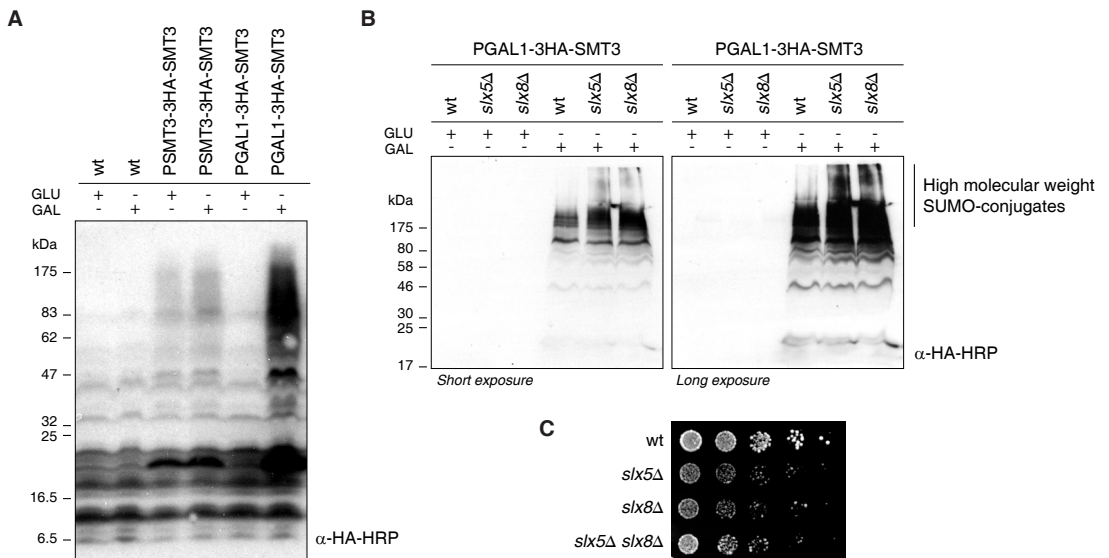 A
wt
wt
PSMT3-3HA-SMT3
PSMT3-3HA-SMT3
PGAL1-3HA-SMT3
PGAL1-3HA-SMT3
GLU + - + - + -
GAL - + - + - +
kDa
175
83
62
47
32
25
16.5
6.5
α-HA-HRP
B
PGAL1-3HA-SMT3 PGAL1-3HA-SMT3
wt slx5Δ slx8Δ wt slx5Δ slx8Δ wt slx5Δ slx8Δ wt slx5Δ slx8Δ
GLU + + + - - - + + + - - -
GAL - - - + + + - - - + + +
kDa
175
80
58
46
30
25
17
High molecular weight
SUMO-conjugates
α-HA-HRP
Short exposure Long exposure
C
wt
slx5Δ
slx8Δ
slx5Δ slx8Δ